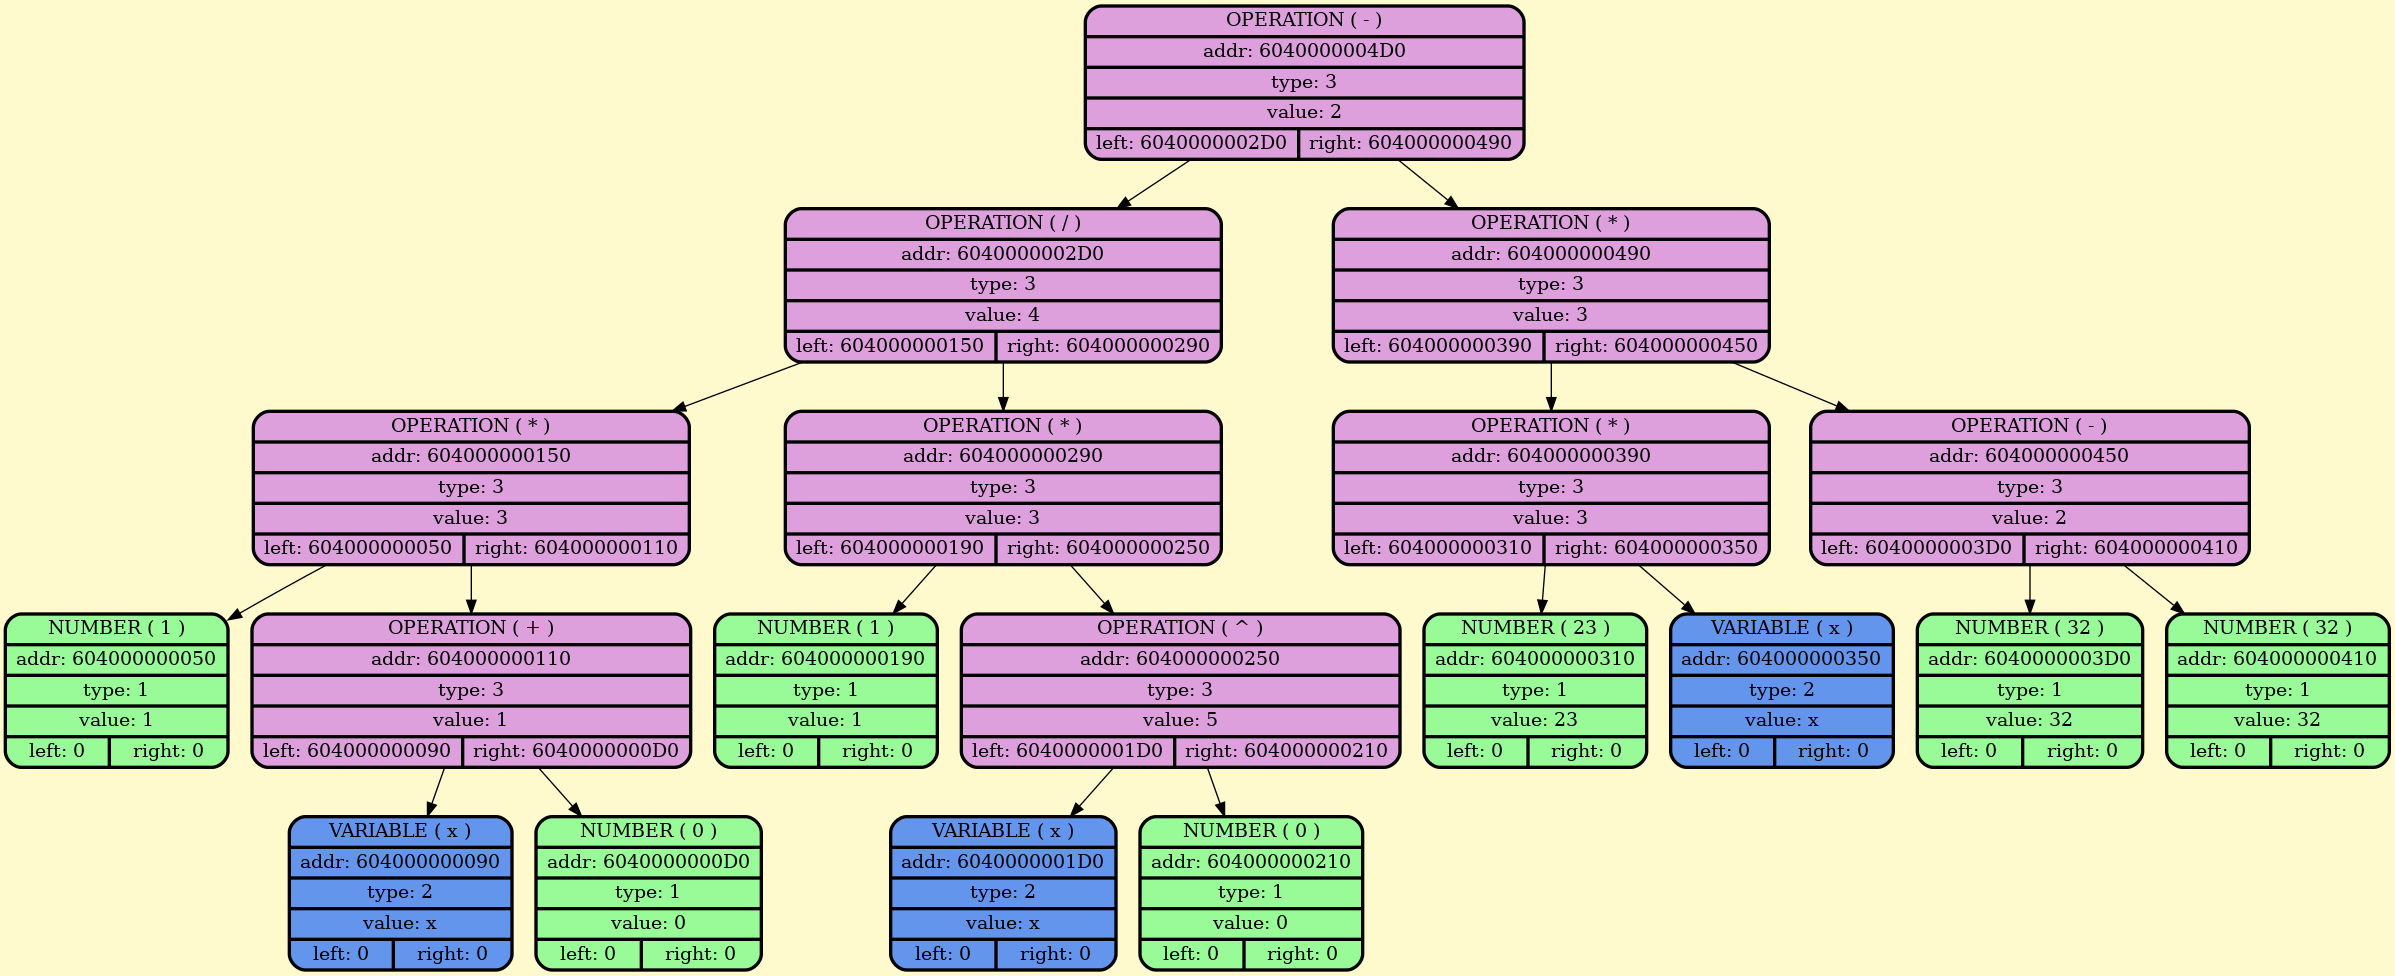 OPERATION ( - )
addr: 6040000004D0
type: 3
value: 2
left: 6040000002D0 right: 604000000490
OPERATION ( / )
addr: 6040000002D0
type: 3
value: 4
left: 604000000150 right: 604000000290
OPERATION ( * )
addr: 604000000490
type: 3
value: 3
left: 604000000390 right: 604000000450
OPERATION ( * )
addr: 604000000150
type: 3
value: 3
left: 604000000050 right: 604000000110
OPERATION ( * )
addr: 604000000290
type: 3
value: 3
left: 604000000190 right: 604000000250
OPERATION ( * )
addr: 604000000390
type: 3
value: 3
left: 604000000310 right: 604000000350
OPERATION ( - )
addr: 604000000450
type: 3
value: 2
left: 6040000003D0 right: 604000000410
NUMBER ( 1 )
addr: 604000000050
type: 1
value: 1
left: 0 right: 0
OPERATION ( + )
addr: 604000000110
type: 3
value: 1
left: 604000000090 right: 6040000000D0
NUMBER ( 1 )
addr: 604000000190
type: 1
value: 1
left: 0 right: 0
OPERATION ( ^ )
addr: 604000000250
type: 3
value: 5
left: 6040000001D0 right: 604000000210
NUMBER ( 23 )
addr: 604000000310
type: 1
value: 23
left: 0 right: 0
VARIABLE ( x )
addr: 604000000350
type: 2
value: x
left: 0 right: 0
NUMBER ( 32 )
addr: 6040000003D0
type: 1
value: 32
left: 0 right: 0
NUMBER ( 32 )
addr: 604000000410
type: 1
value: 32
left: 0 right: 0
VARIABLE ( x )
addr: 604000000090
type: 2
value: x
left: 0 right: 0
NUMBER ( 0 )
addr: 6040000000D0
type: 1
value: 0
left: 0 right: 0
VARIABLE ( x )
addr: 6040000001D0
type: 2
value: x
left: 0 right: 0
NUMBER ( 0 )
addr: 604000000210
type: 1
value: 0
left: 0 right: 0